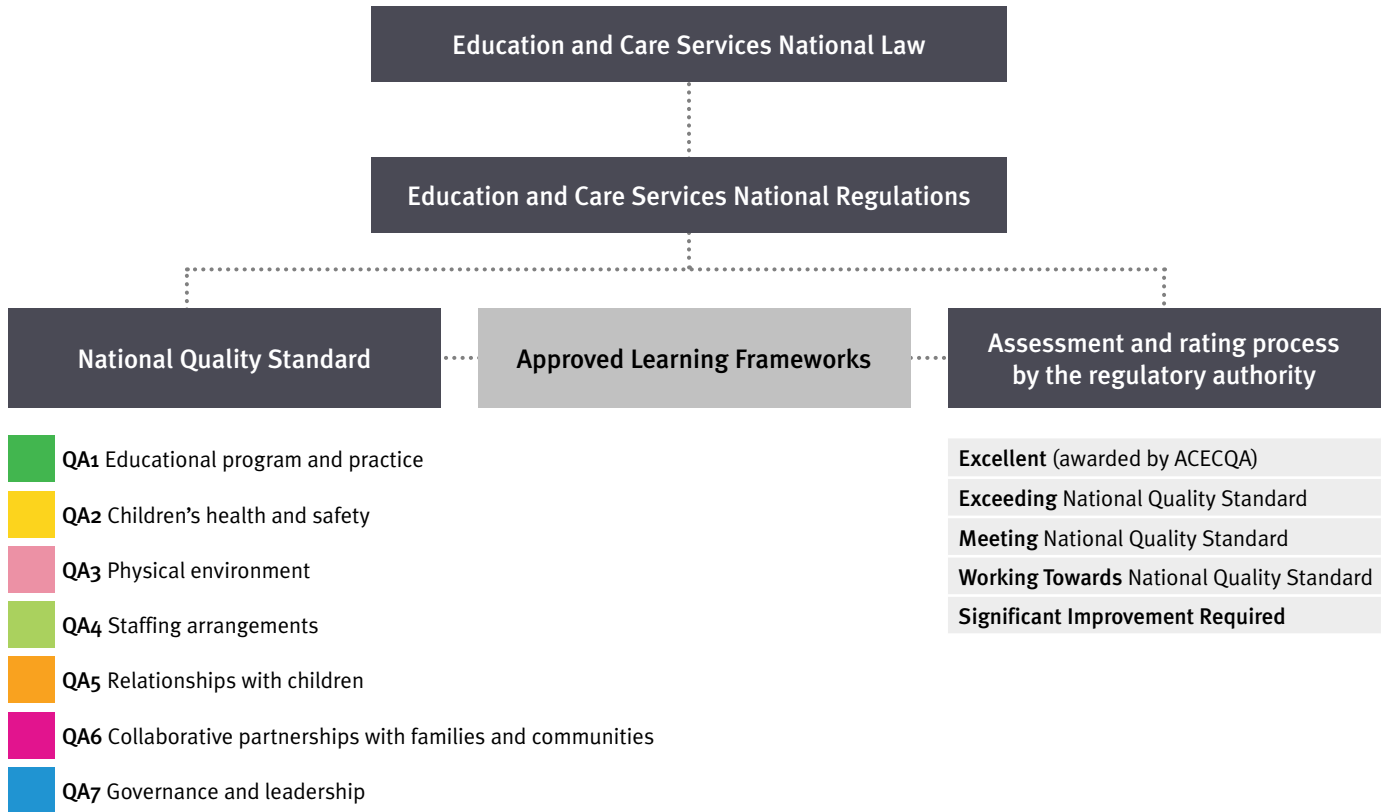 Education and Care Services National Law
Education and Care Services National Regulations
National Quality Standard
Approved Learning Frameworks
Assessment and rating process
by the regulatory authority
QA1 Educational program and practice
QA2 Children’s health and safety
QA3 Physical environment
QA4 Staffing arrangements
QA5 Relationships with children
QA6 Collaborative partnerships with families and communities
QA7 Governance and leadership
Excellent (awarded by ACECQA)
Exceeding National Quality Standard
Meeting National Quality Standard
Working Towards National Quality Standard
Significant Improvement Required